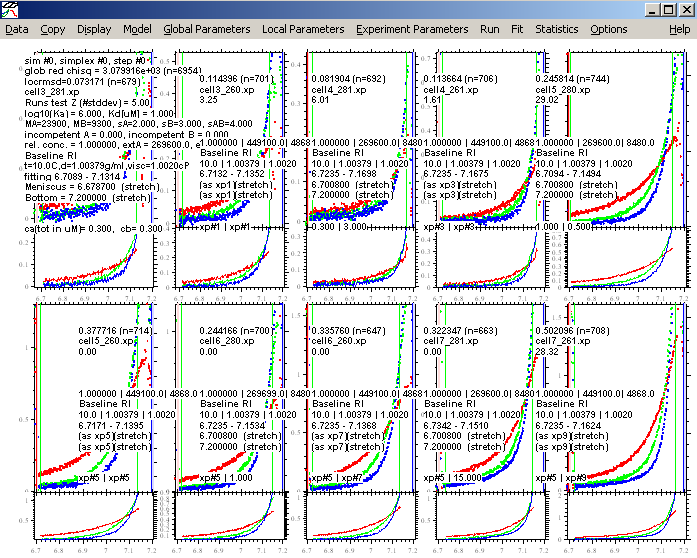 Data Copy Display Model Global Parameters Local Parameters Experiment Parameters Run Fit Statistics Options Help
sim #0, simplex #0, step #0
glob red chisq = 3.079916e+03 (n=6954)
locrmsd=0.073171 (n=679)
cell3_281.xp
Runs test Z (#stddev) = 5.00
log10(Ka) = 6.000, Kd[uM] = 1.000
MA=23900, MB=9300, sA=2.000, sB=3.000, sAB=4.000
incompetent A = 0.000, incompetent B = 0.000
rel. conc. = 1.000000, extA = 269600.0, e
Baseline RI
t=10.0C,d=1.00379g/ml,visc=1.0020cP
fitting 6.7089 - 7.1314
Meniscus = 6.678700 (stretch)
Bottom = 7.200000 (stretch)
ca(tot in uM)= 0.300, cb= 0.300
0.114396 (n=701)
cell3_260.xp
3.25
1.000000 | 449100.0 | 4868.0
Baseline RI
10.0 | 1.00379 | 1.0020
6.7132 - 7.1352
(as xp1)(stretch)
(as xp1)(stretch)
xp#1 | xp#1
0.081904 (n=692)
cell4_281.xp
6.01
1.000000 | 269600.0 | 8480.0
Baseline RI
10.0 | 1.00379 | 1.0020
6.7235 - 7.1698
6.700800 (stretch)
7.200000 (stretch)
0.300 | 3.000
0.113664 (n=706)
cell4_261.xp
1.61
1.000000 | 449100.0 | 4868.0
Baseline RI
10.0 | 1.00379 | 1.0020
6.7235 - 7.1675
(as xp3)(stretch)
(as xp3)(stretch)
xp#3 | xp#3
0.245814 (n=744)
cell5_280.xp
29.02
1.000000 | 269600.0 | 8480.0
Baseline RI
10.0 | 1.00379 | 1.0020
6.7094 - 7.1494
6.700800 (stretch)
7.200000 (stretch)
1.000 | 0.500
0.377716 (n=714)
cell5_260.xp
0.00
1.000000 | 449100.0 | 4868.0
Baseline RI
10.0 | 1.00379 | 1.0020
6.7171 - 7.1395
(as xp5)(stretch)
(as xp5)(stretch)
xp#5 | xp#5
0.244166 (n=700
cell6_280.xp
0.00
1.000000 | 269699.0 | 8480
Baseline RI
10.0 | 1.00379 | 1.0020
6.7235 - 7.1534
6.700800 (stretch)
7.200000 (stretch)
xp#5 | 1.000
0.335760 (n=647)
cell6_260.xp
0.00
1.000000 | 449100.0 | 4868.0
Baseline RI
10.0 | 1.00379 | 1.0020
6.7235 - 7.1368
(as xp7)(stretch)
(as xp7)(stretch)
xp#5 | xp#7
0.322347 (n=663)
cell7_281.xp
0.00
1.000000 | 269600.0 | 8480
Baseline RI
10.0 | 1.00379 | 1.0020
6.7342 - 7.1510
6.700800 (stretch)
7.200000 (stretch)
xp#5 | 15.000
0.502096 (n=708)
cell7_261.xp
28.32
1.000000 | 449100.0 | 4868.0
Baseline RI
10.0 | 1.00379 | 1.0020
6.7235 - 7.1624
(as xp9)(stretch)
(as xp9)(stretch)
xp#5 | xp#9